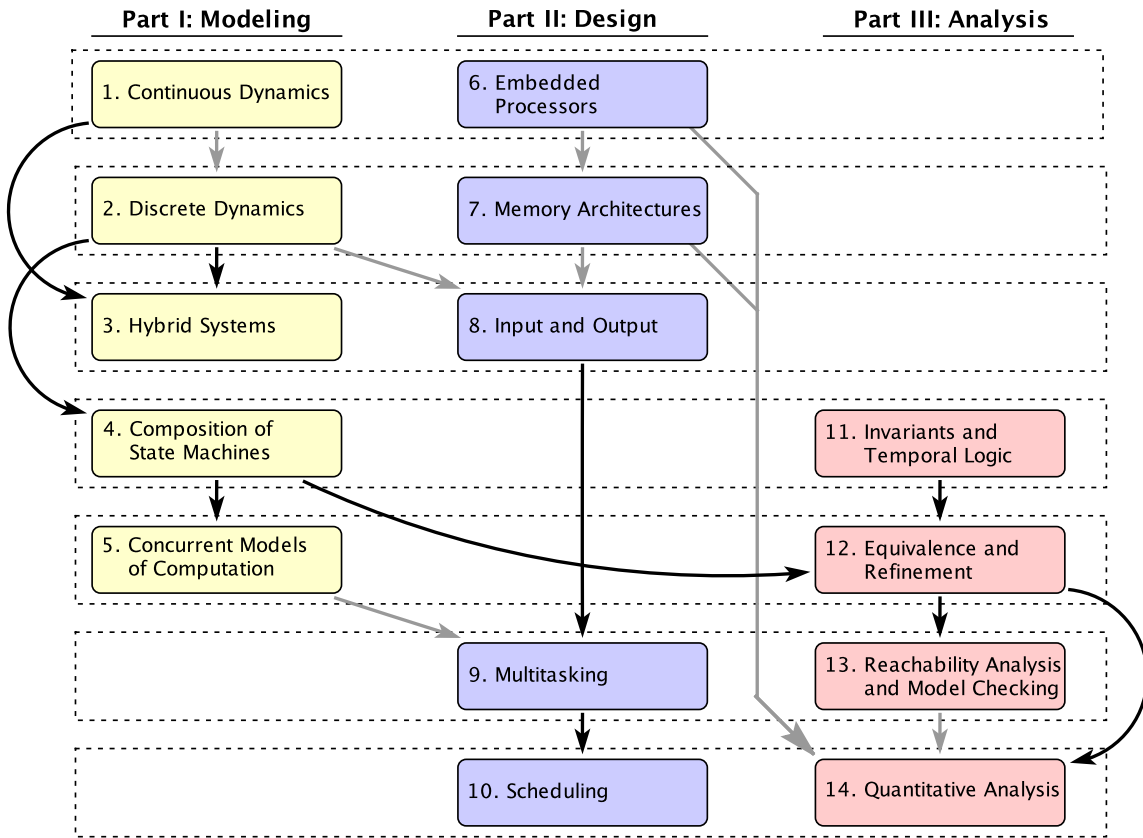 Part I: Modeling
Part II: Design
Part III: Analysis
1. Continuous Dynamics
6. Embedded
Processors
2. Discrete Dynamics
7. Memory Architectures
3. Hybrid Systems
8. Input and Output
4. Composition of
State Machines
11. Invariants and
Temporal Logic
5. Concurrent Models
of Computation
12. Equivalence and
Refinement
9. Multitasking
13. Reachability Analysis
and Model Checking
10. Scheduling
14. Quantitative Analysis